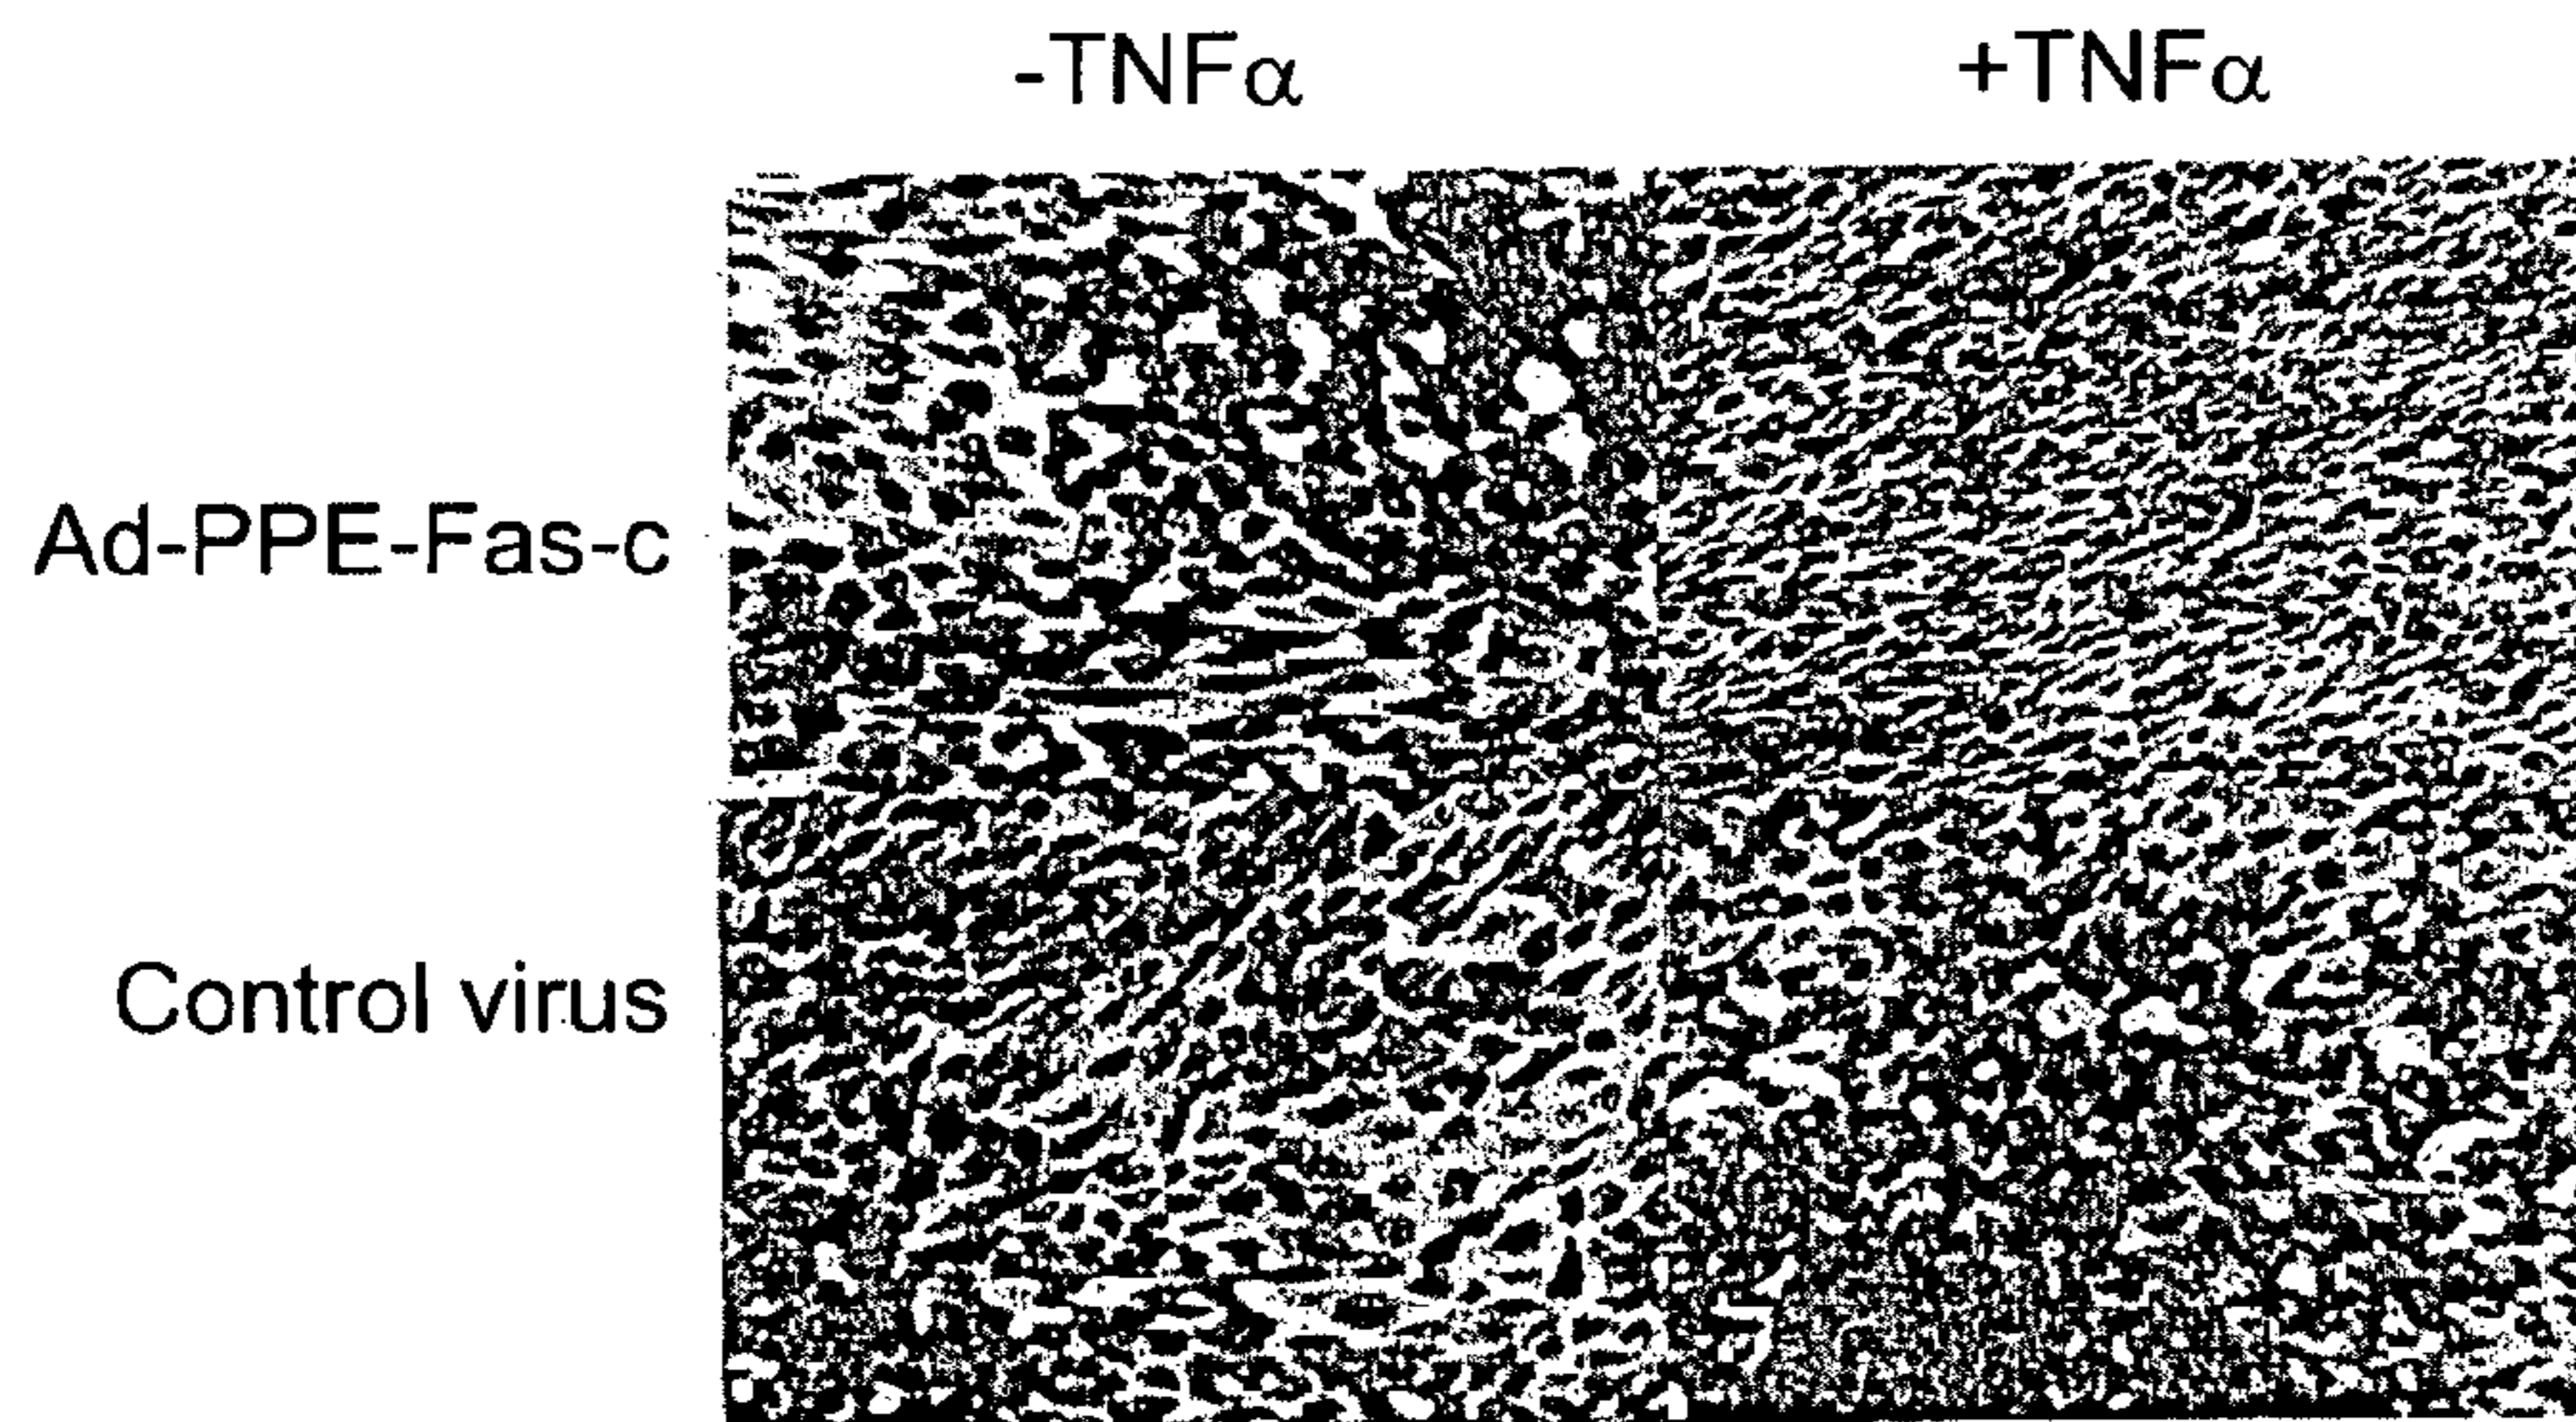 -TNFα +TNFα
Ad-PPE-Fas-c
Control virus